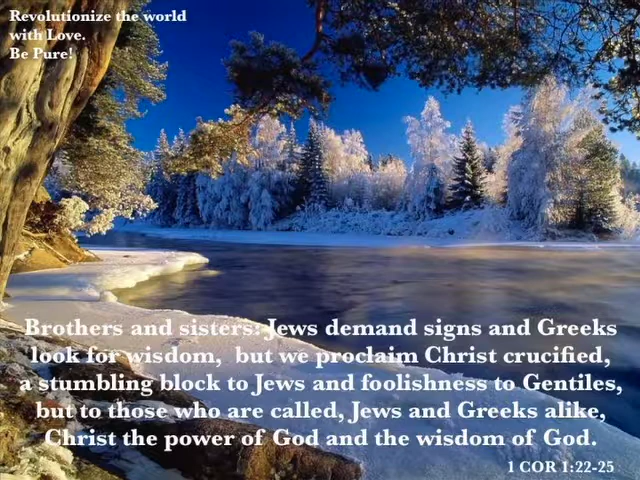 Revolutionize the world
with Love.
Be Pure!
Brothers and sisters: Jews demand signs and Greeks
look for wisdom, but we proclaim Christ crucified,
a stumbling block to Jews and foolishness to Gentiles,
but to those who are called, Jews and Greeks alike,
Christ the power of God and the wisdom of God.
1 COR 1:22-25